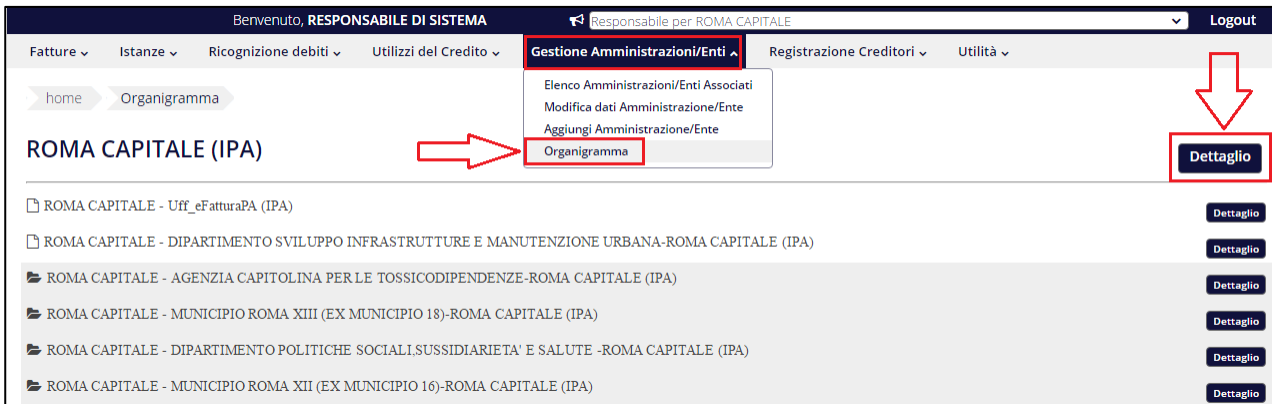 Benvenuto, RESPONSABILE DI SISTEMA Responsabile per ROMA CAPITALE Logout
Fatture Istanze Ricognizione debiti Utilizzi del Credito Gestione Amministrazioni/Enti Registrazione Creditori Utilità
Elenco Amministrazioni/Enti Associati
Modifica dati Amministrazione/Ente
Aggiungi Amministrazione/Ente
Organigramma
home Organigramma
ROMA CAPITALE (IPA) Dettaglio
ROMA CAPITALE - Uff_eFatturaPA (IPA) Dettaglio
ROMA CAPITALE - DIPARTIMENTO SVILUPPO INFRASTRUTTURE E MANUTENZIONE URBANA-ROMA CAPITALE (IPA) Dettaglio
ROMA CAPITALE - AGENZIA CAPITOLINA PER LE TOSSICODIPENDENZE-ROMA CAPITALE (IPA) Dettaglio
ROMA CAPITALE - MUNICIPIO ROMA XIII (EX MUNICIPIO 18)-ROMA CAPITALE (IPA) Dettaglio
ROMA CAPITALE - DIPARTIMENTO POLITICHE SOCIALI,SUSSIDIARIETA' E SALUTE -ROMA CAPITALE (IPA) Dettaglio
ROMA CAPITALE - MUNICIPIO ROMA XII (EX MUNICIPIO 16)-ROMA CAPITALE (IPA) Dettaglio